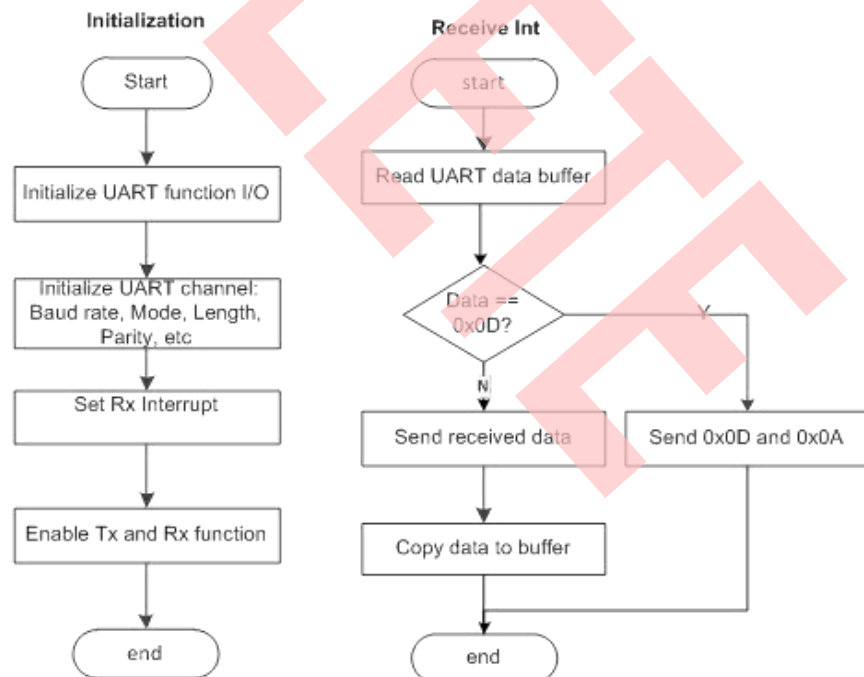 Initialization
Start
Initialize UART function I/O
Initialize UART channel:
Baud rate, Mode, Length,
Parity, etc
Set Rx Interrupt
Enable Tx and Rx function
end
Receive Int
start
Read UART data buffer
Data ==
0x0D?
Y
N
Send received data
Send 0x0D and 0x0A
Copy data to buffer
end